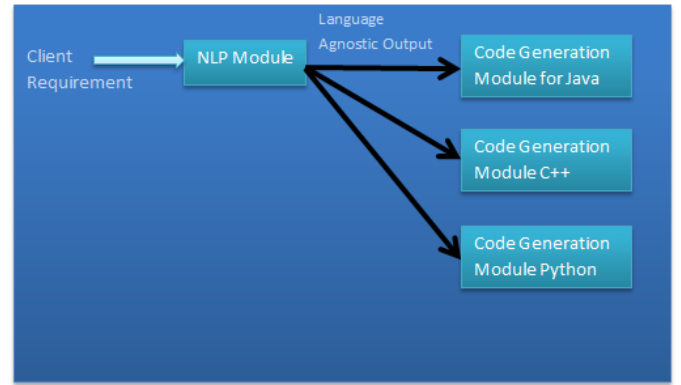 Client
Requirement
NLP Module
Language
Agnostic Output
Code Generation
Module for Java
Code Generation
Module C++
Code Generation
Module Python